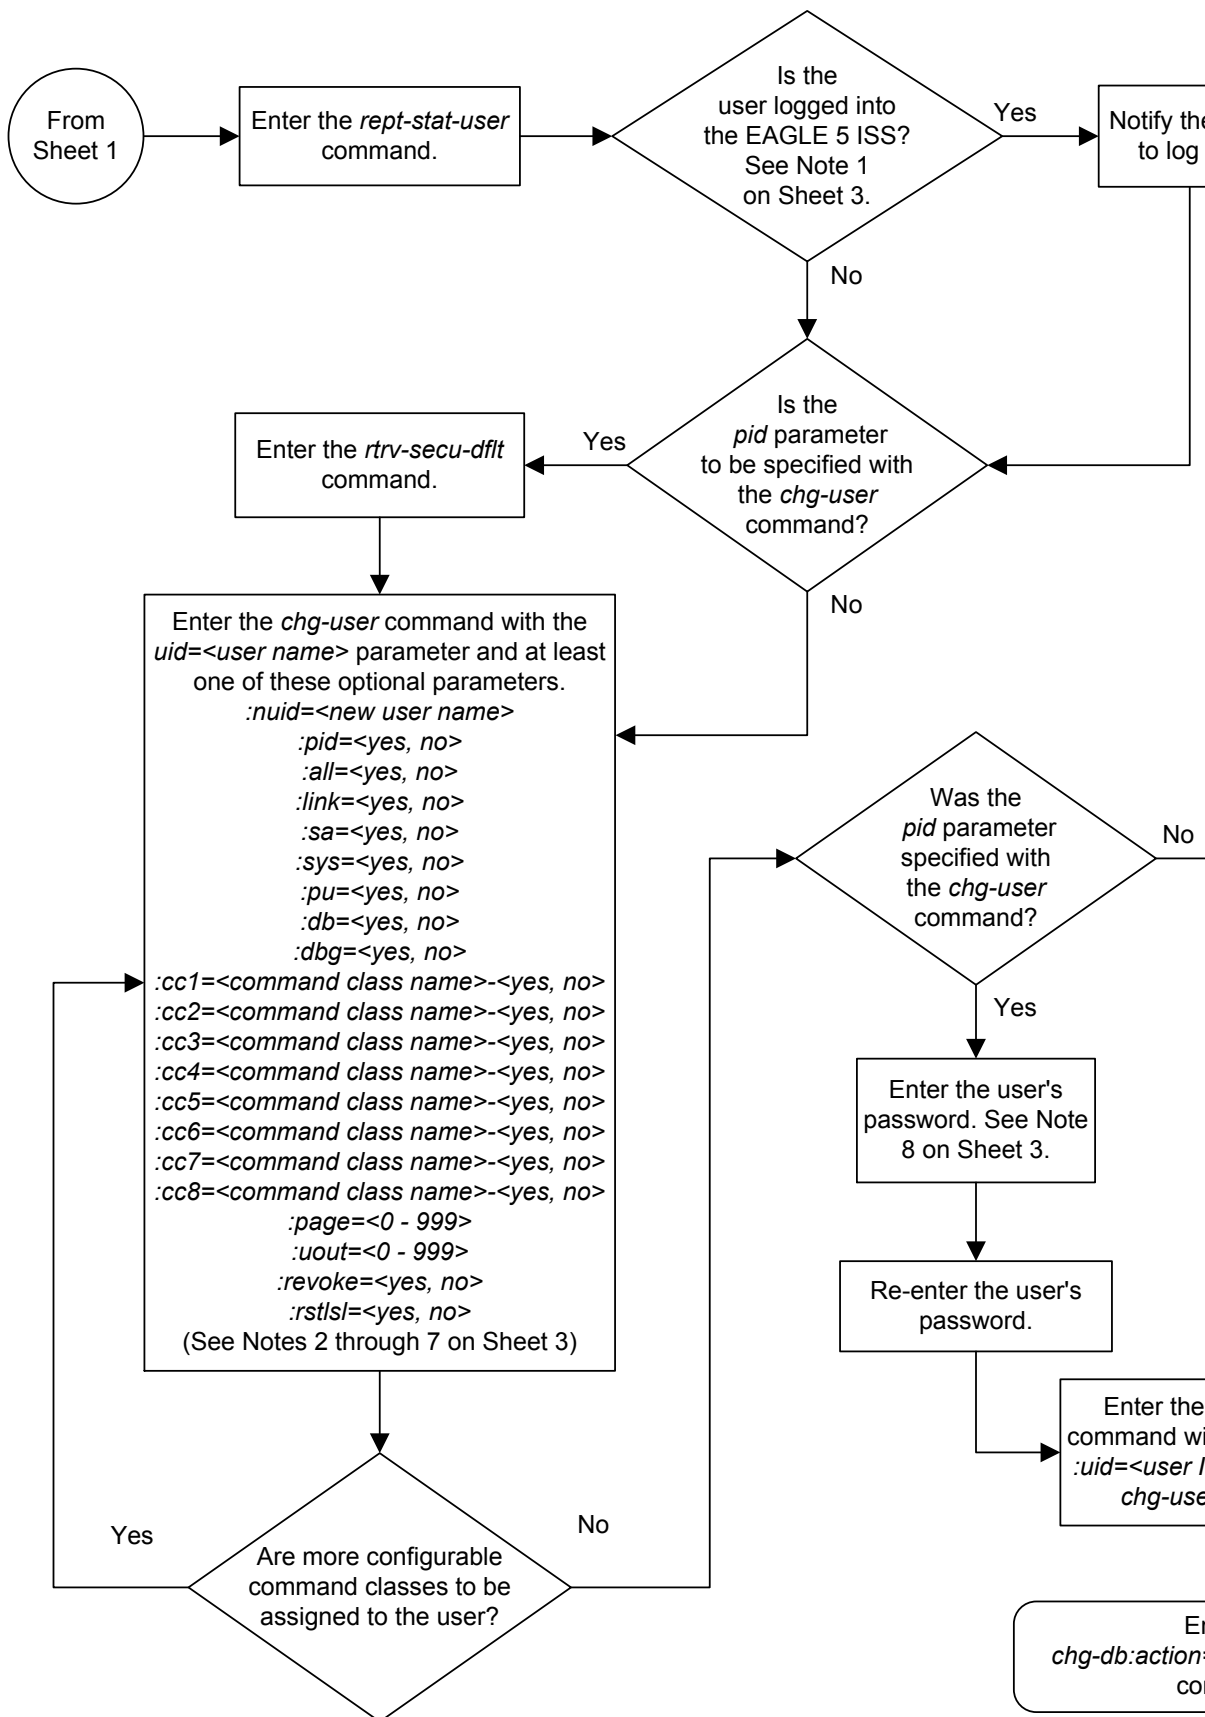 From
Sheet 1
Enter the rept-stat-user
command.
Is the
user logged into
the EAGLE 5 ISS?
See Note 1
on Sheet 3.
Yes
Notify the
to log
No
Is the
pid parameter
to be specified with
the chg-user
command?
Yes
Enter the rtrv-secu-dflt
command.
No
Enter the chg-user command with the
uid=<user name> parameter and at least
one of these optional parameters.
:nuid=<new user name>
:pid=<yes, no>
:all=<yes, no>
:link=<yes, no>
:sa=<yes, no>
:sys=<yes, no>
:pu=<yes, no>
:db=<yes, no>
:dbg=<yes, no>
:cc1=<command class name>-<yes, no>
:cc2=<command class name>-<yes, no>
:cc3=<command class name>-<yes, no>
:cc4=<command class name>-<yes, no>
:cc5=<command class name>-<yes, no>
:cc6=<command class name>-<yes, no>
:cc7=<command class name>-<yes, no>
:cc8=<command class name>-<yes, no>
:page=<0 - 999>
:uout=<0 - 999>
:revoke=<yes, no>
:rstlsl=<yes, no>
(See Notes 2 through 7 on Sheet 3)
Are more configurable
command classes to be
assigned to the user?
Yes
No
Was the
pid parameter
specified with
the chg-user
command?
No
Yes
Enter the user's
password. See Note
8 on Sheet 3.
Re-enter the user's
password.
Enter the
command wi
:uid=<user I
chg-use
En
chg-db:action=
cor